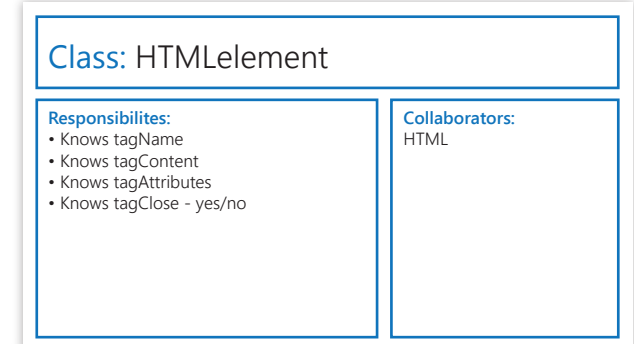 Class: HTMLelement
Responsibilites:
• Knows tagName
• Knows tagContent
• Knows tagAttributes
• Knows tagClose - yes/no
Collaborators:
HTML